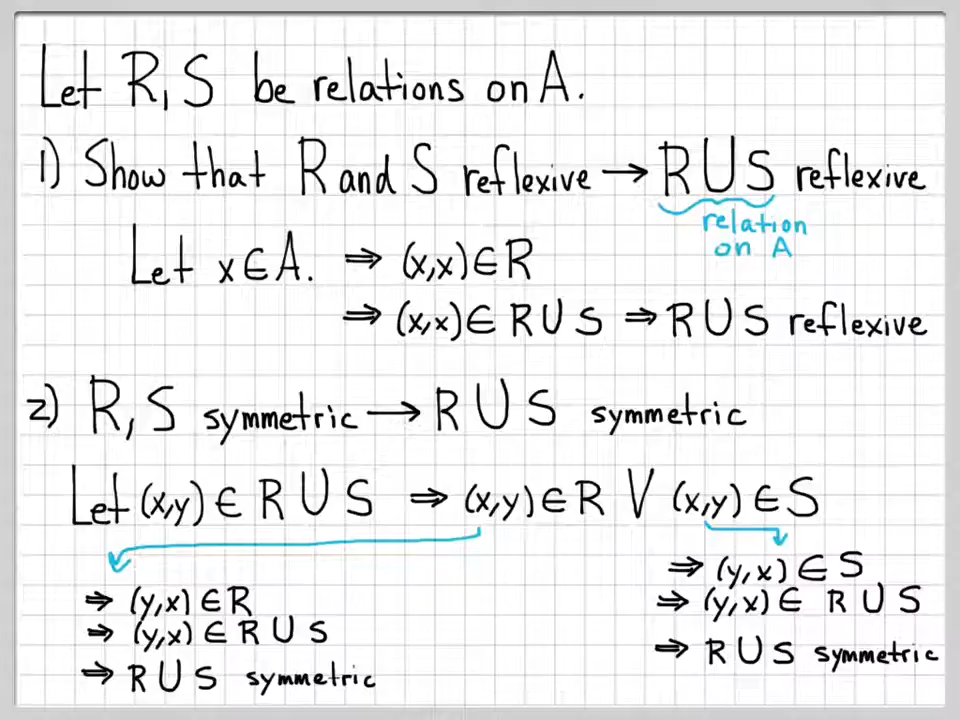 Let R, S be relations on A.
1) Show that R and S reflexive → R U S reflexive
relation
on A
Let x ∈ A. ⇒ (x,x) ∈ R
⇒ (x,x) ∈ R U S ⇒ R U S reflexive
2) R, S symmetric → R U S symmetric
Let (x,y) ∈ R U S ⇒ (x,y) ∈ R V (x,y) ∈ S
⇒ (y,x) ∈ R
⇒ (y,x) ∈ R U S
⇒ R U S symmetric
⇒ (y,x) ∈ S
⇒ (y,x) ∈ R U S
⇒ R U S symmetric